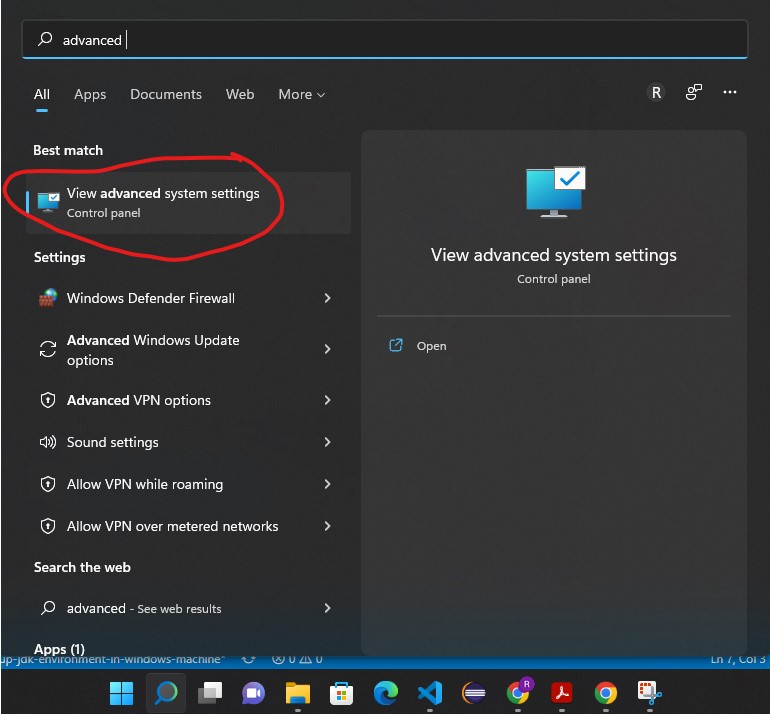 advanced
All Apps Documents Web More
R
Best match
View advanced system settings
Control panel
Settings
Windows Defender Firewall
Advanced Windows Update
options
Advanced VPN options
Sound settings
Allow VPN while roaming
Allow VPN over metered networks
Search the web
advanced - See web results
Apps (1)
View advanced system settings
Control panel
Open
up-jdk-environment-in-windows-machine* 0 0 Ln 7, Col 3
R